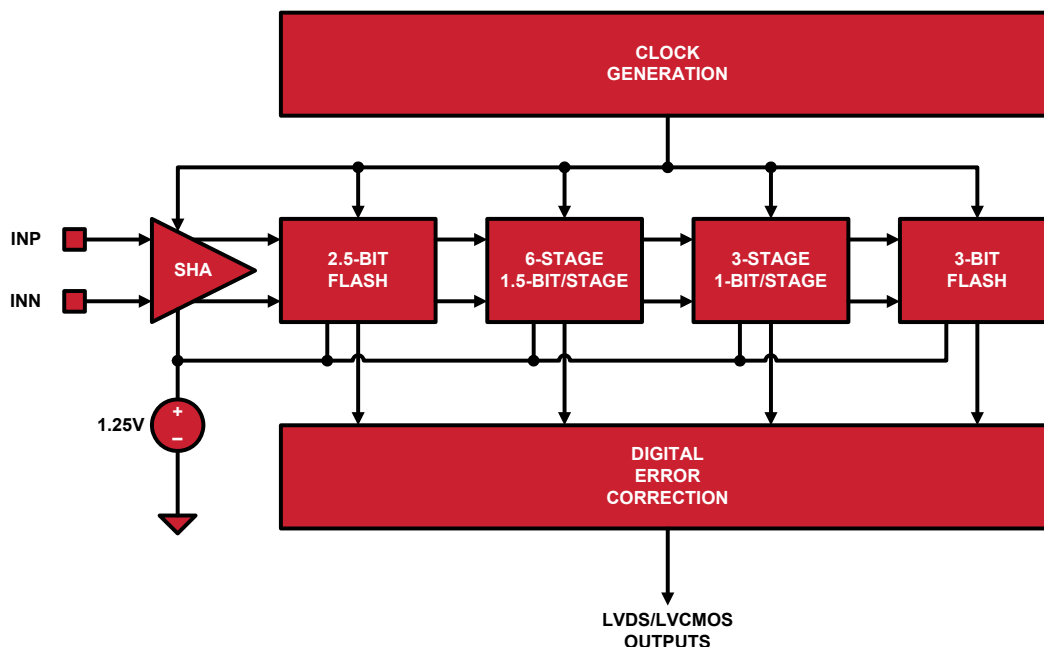 CLOCK
GENERATION
INP
INN
SHA
2.5-BIT
FLASH
6-STAGE
1.5-BIT/STAGE
3-STAGE
1-BIT/STAGE
3-BIT
FLASH
1.25V
+
–
DIGITAL
ERROR
CORRECTION
LVDS/LVCMOS
OUTPUTS